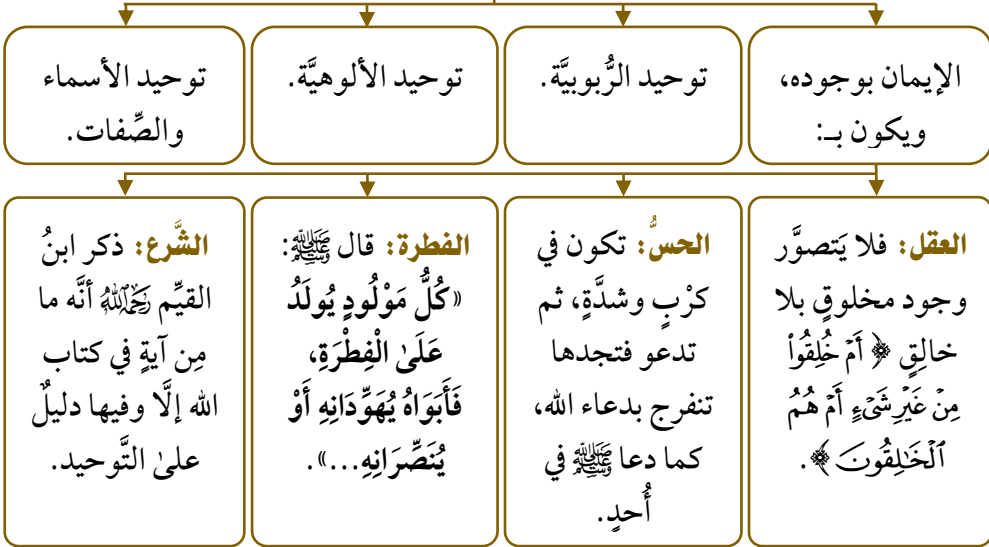 الإيمان بوجوده،
ويكون بـ:
توحيد الرُّبوبيَّة.
توحيد الألوهيَّة.
توحيد الأسماء
والصِّفات.
العقل: فلا يَتصوَّر
وجود مخلوقٍ بلا
خالِقٍ ﴿ أَمۡ خُلِقُواْ
مِنۡ غَيۡرِ شَيۡءٍ أَمۡ هُمُ
ٱلۡخَٰلِقُونَ ﴾.
الحسُّ: تكون في
كرْبٍ وشدَّةٍ، ثم
تدعو فتجدها
تنفرج بدعاء الله،
كما دعا ﷺ في
أُحدٍ.
الفطرة: قال ﷺ:
«كُلُّ مَوْلُودٍ يُولَدُ
عَلَىٰ الْفِطْرَةِ،
فَأَبَوَاهُ يُهَوِّدَانِهِ أَوْ
يُنَصِّرَانِهِ...».
الشَّرع: ذكر ابنُ
القيِّم رَحِمَهُ اللَّهُ أنَّه ما
مِن آيةٍ في كتاب
الله إلَّا وفيها دليلٌ
علىٰ التَّوحيد.